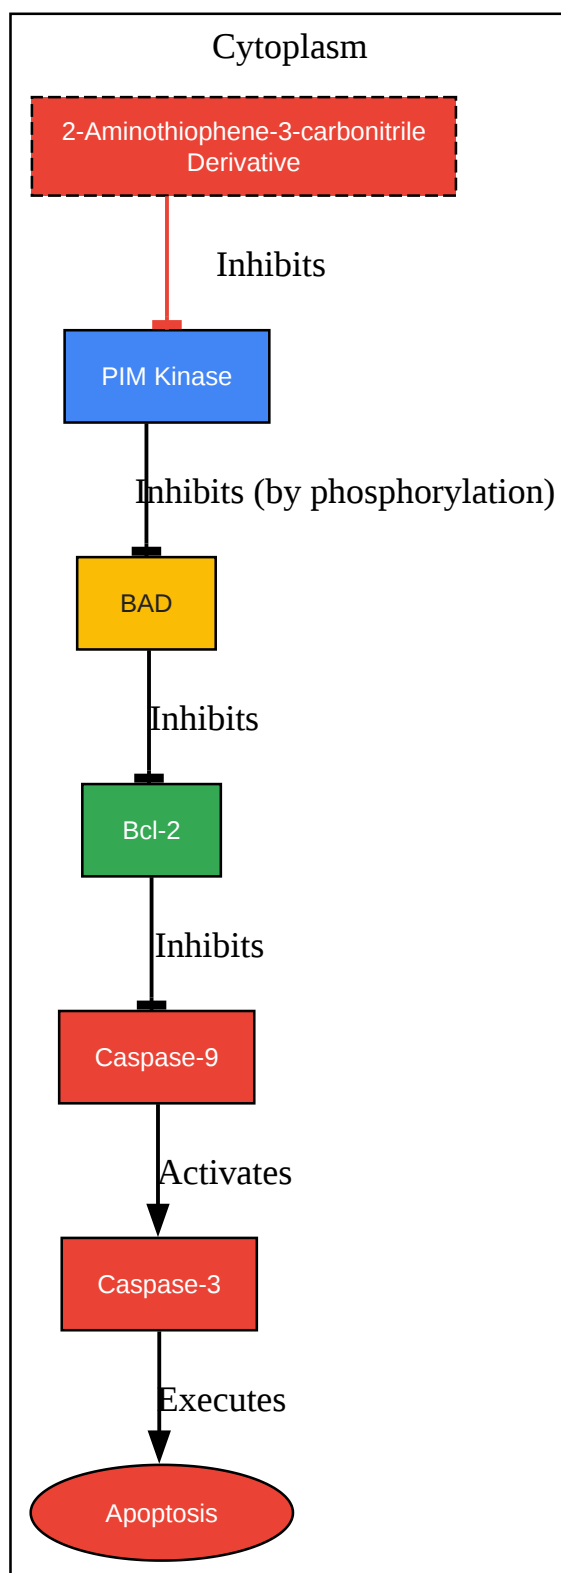 Cytoplasm
2-Aminothiophene-3-carbonitrile
Derivative
Inhibits
PIM Kinase
Inhibits (by phosphorylation)
BAD
Inhibits
Bcl-2
Inhibits
Caspase-9
Activates
Caspase-3
Executes
Apoptosis